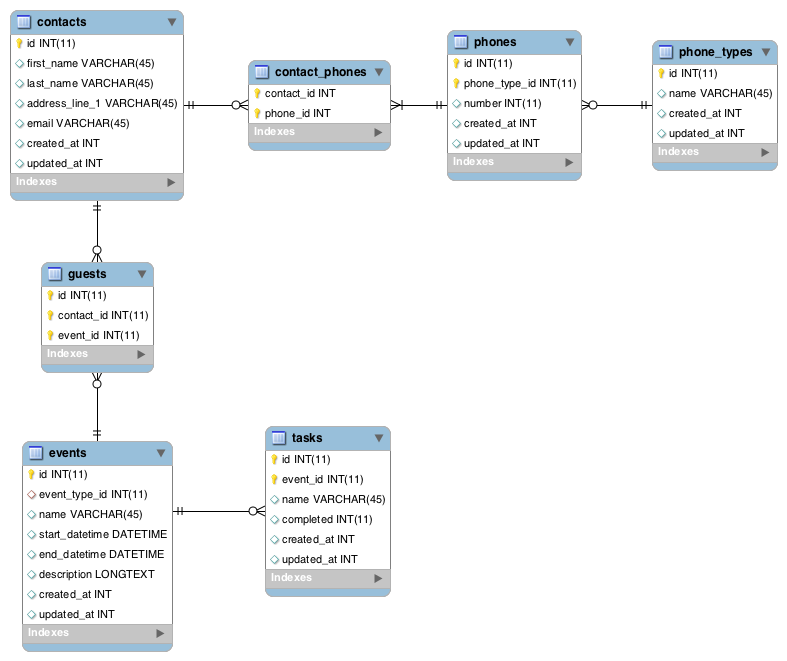 contacts
id INT(11)
first_name VARCHAR(45)
last_name VARCHAR(45)
address_line_1 VARCHAR(45)
email VARCHAR(45)
created_at INT
updated_at INT
Indexes
contact_phones
contact_id INT
phone_id INT
Indexes
phones
id INT(11)
phone_type_id INT(11)
number INT(11)
created_at INT
updated_at INT
Indexes
phone_types
id INT(11)
name VARCHAR(45)
created_at INT
updated_at INT
Indexes
guests
id INT(11)
contact_id INT(11)
event_id INT(11)
Indexes
events
id INT(11)
event_type_id INT(11)
name VARCHAR(45)
start_datetime DATETIME
end_datetime DATETIME
description LONGTEXT
created_at INT
updated_at INT
Indexes
tasks
id INT(11)
event_id INT(11)
name VARCHAR(45)
completed INT(11)
created_at INT
updated_at INT
Indexes